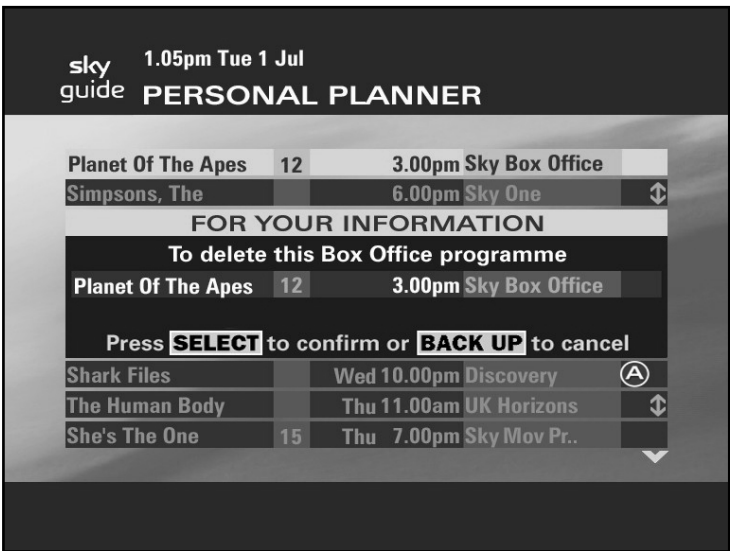 sky 1.05pm Tue 1 Jul
guide PERSONAL PLANNER
Planet Of The Apes 12 3.00pm Sky Box Office
Simpsons, The 6.00pm Sky One
FOR YOUR INFORMATION
To delete this Box Office programme
Planet Of The Apes 12 3.00pm Sky Box Office
Press SELECT to confirm or BACK UP to cancel
Shark Files Wed 10.00pm Discovery A
The Human Body Thu 11.00am UK Horizons
She's The One 15 Thu 7.00pm Sky Mov Pr..